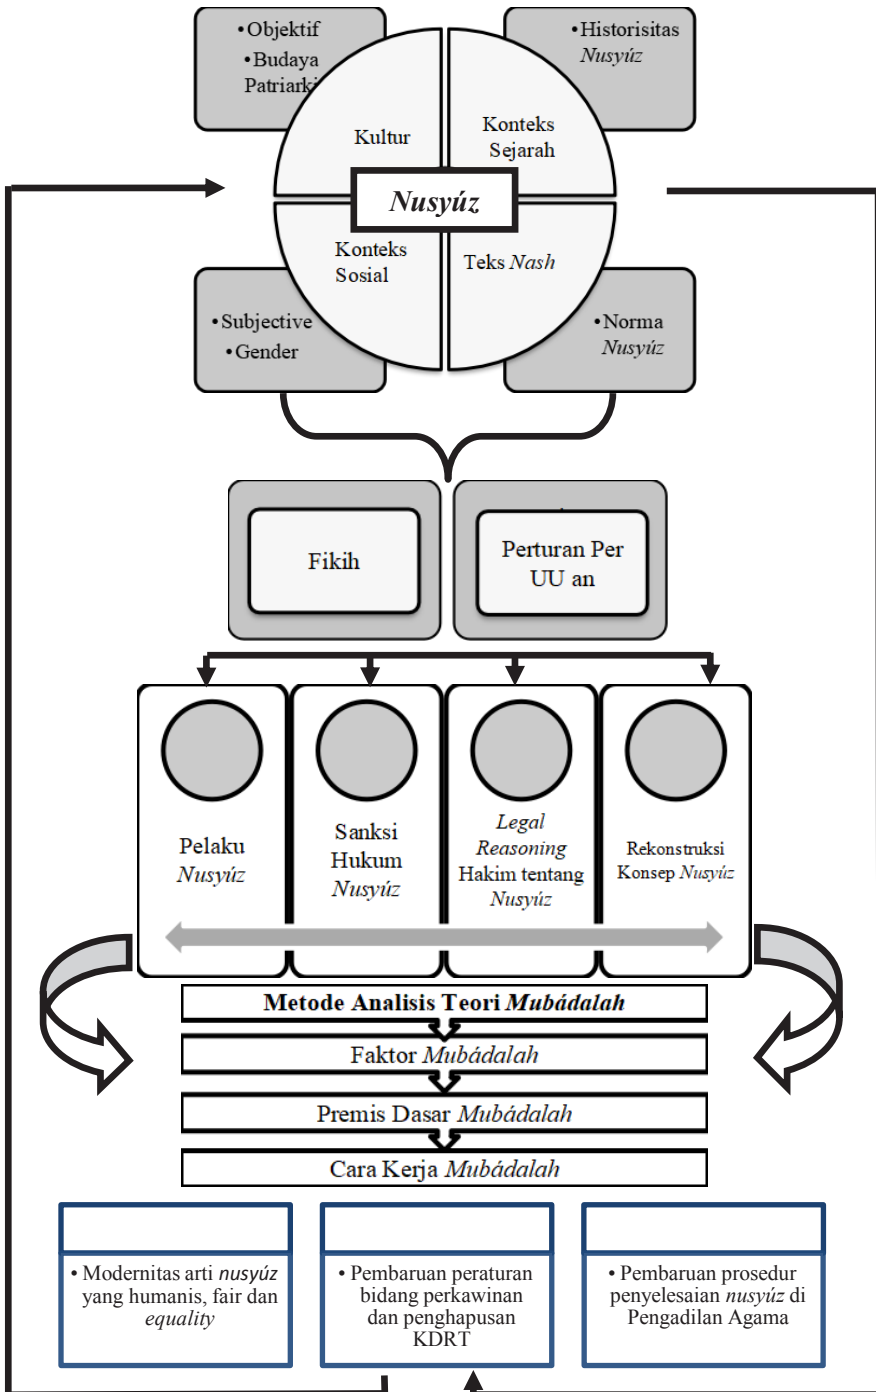 • Objektif
• Budaya
Patriarki
• Historisitas
Nusyúz
Kultur
Konteks
Sejarah
Nusyúz
Konteks
Sosial
Teks Nash
• Subjective
• Gender
• Norma
Nusyúz
Fikih
Perturan Per
UU an
Pelaku
Nusyúz
Sanksi
Hukum
Nusyúz
Legal
Reasoning
Hakim tentang
Nusyúz
Rekonstruksi
Konsep Nusyúz
Metode Analisis Teori Mubádalah
Faktor Mubádalah
Premis Dasar Mubádalah
Cara Kerja Mubádalah
• Modernitas arti nusyúz
yang humanis, fair dan
equality
• Pembaruan peraturan
bidang perkawinan
dan penghapusan
KDRT
• Pembaruan prosedur
penyelesaian nusyúz di
Pengadilan Agama